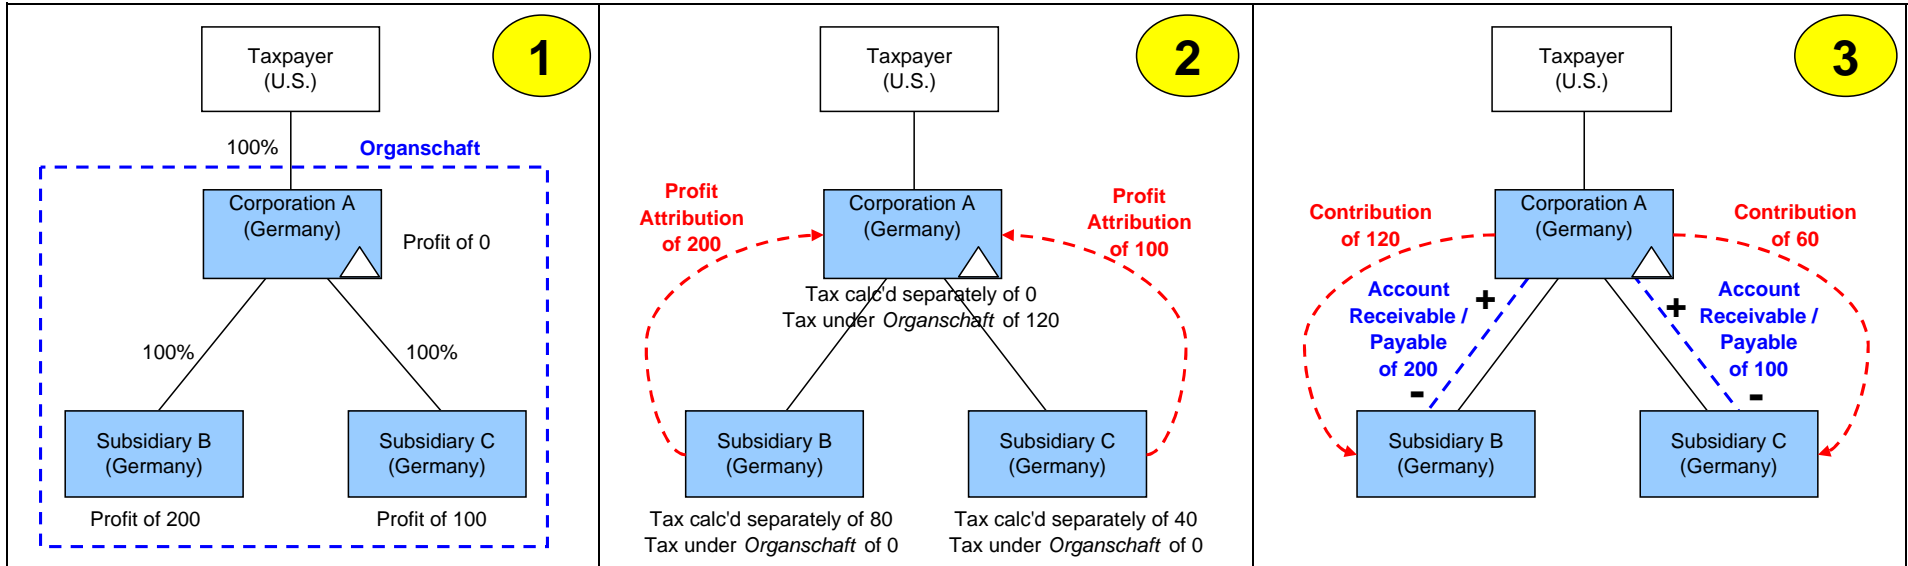 Taxpayer
(U.S.)
1
100%
Organschaft
Corporation A
(Germany)
Profit of 0
100%
100%
Subsidiary B
(Germany)
Subsidiary C
(Germany)
Profit of 200
Profit of 100
Taxpayer
(U.S.)
2
Profit
Attribution
of 200
Corporation A
(Germany)
Profit
Attribution
of 100
Tax calc'd separately of 0
Tax under Organschaft of 120
Subsidiary B
(Germany)
Subsidiary C
(Germany)
Tax calc'd separately of 80
Tax under Organschaft of 0
Tax calc'd separately of 40
Tax under Organschaft of 0
Taxpayer
(U.S.)
3
Contribution
of 120
Corporation A
(Germany)
Contribution
of 60
Account
Receivable /
Payable
of 200
+
-
+
Account
Receivable /
Payable
of 100
-
Subsidiary B
(Germany)
Subsidiary C
(Germany)